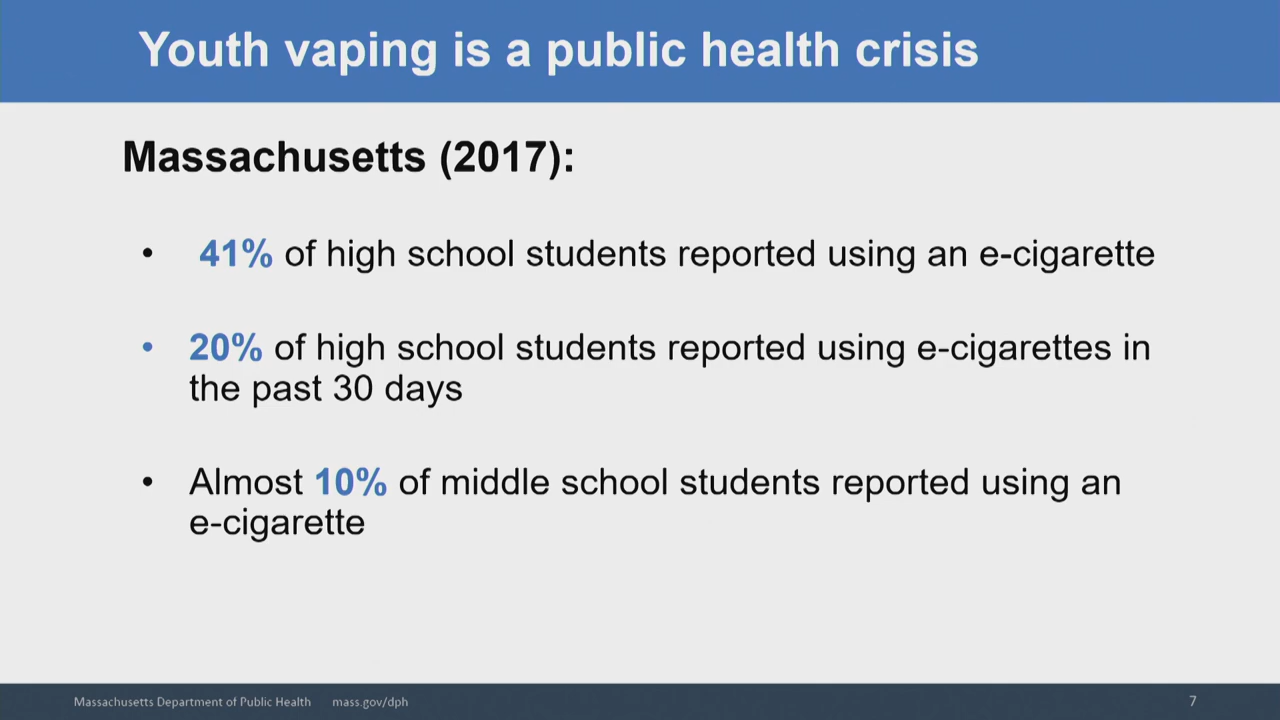 Youth vaping is a public health crisis
Massachusetts (2017):
• 41% of high school students reported using an e-cigarette
• 20% of high school students reported using e-cigarettes in
the past 30 days
• Almost 10% of middle school students reported using an
e-cigarette
Massachusetts Department of Public Health mass.gov/dph 7